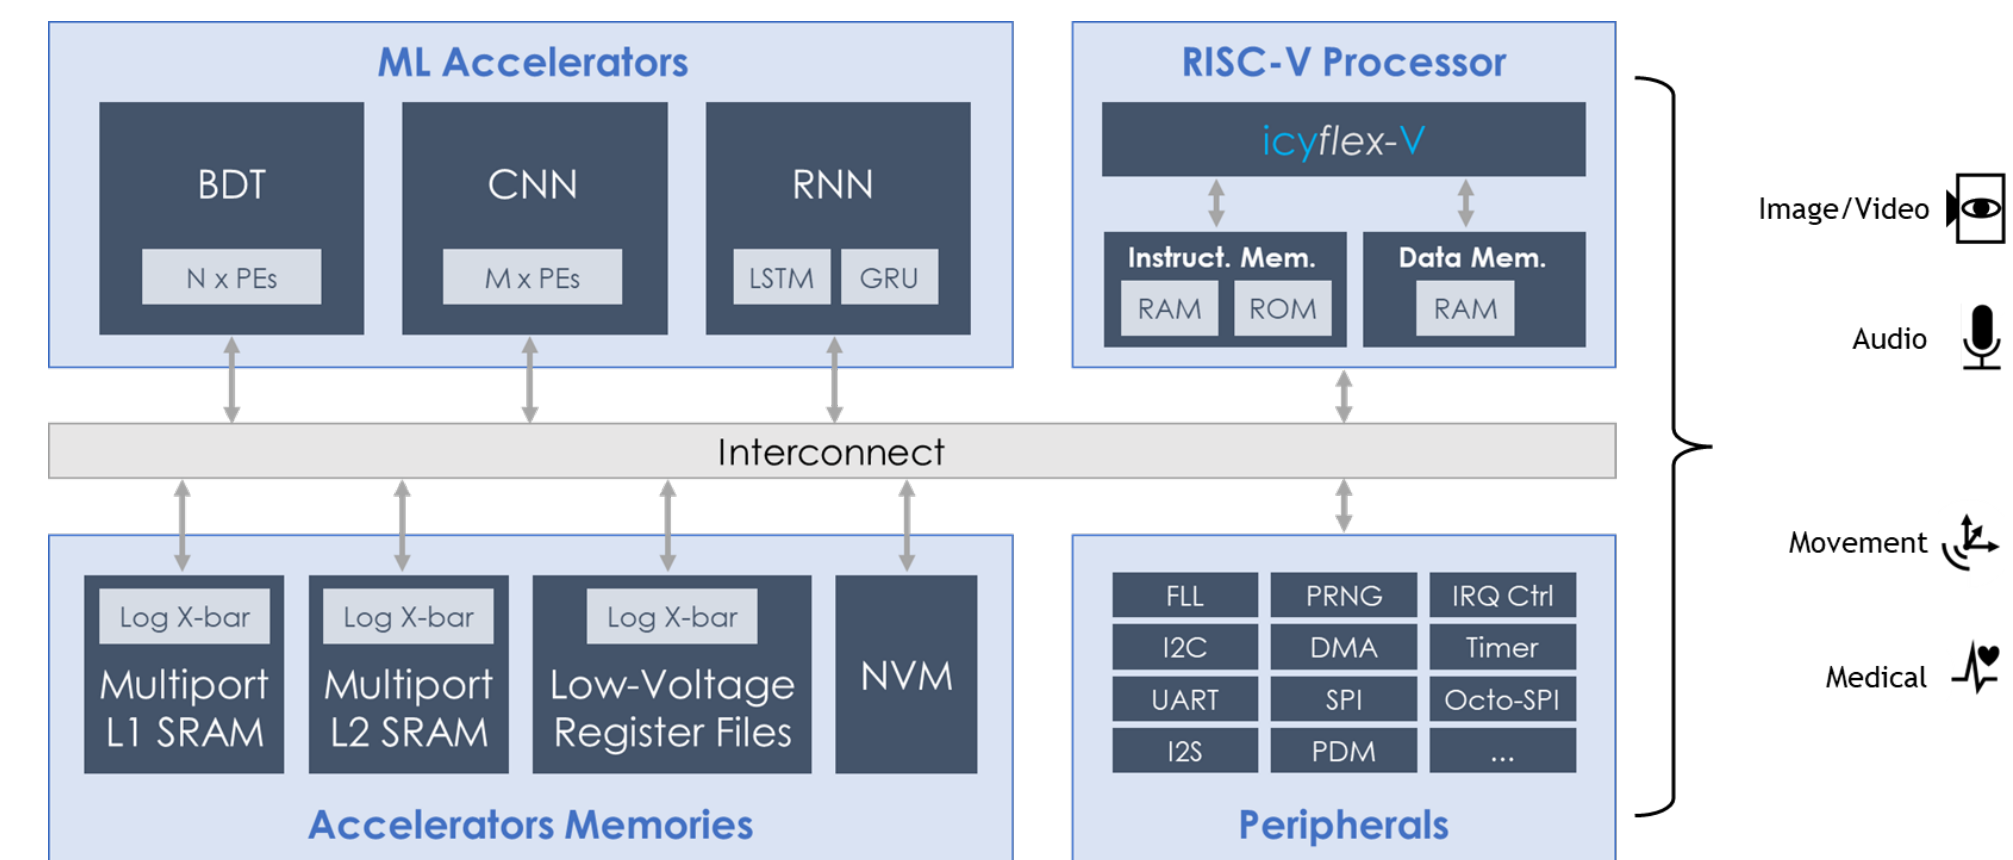 ML Accelerators
BDT
N x PEs
CNN
M x PEs
RNN
LSTM
GRU
RISC-V Processor
icyflex-V
Instruct. Mem.
RAM
ROM
Data Mem.
RAM
Interconnect
Log X-bar
Multiport
L1 SRAM
Log X-bar
Multiport
L2 SRAM
Log X-bar
Low-Voltage
Register Files
NVM
Accelerators Memories
FLL
PRNG
IRQ Ctrl
I2C
DMA
Timer
UART
SPI
Octo-SPI
I2S
PDM
...
Peripherals
Image/Video
Audio
Movement
Medical